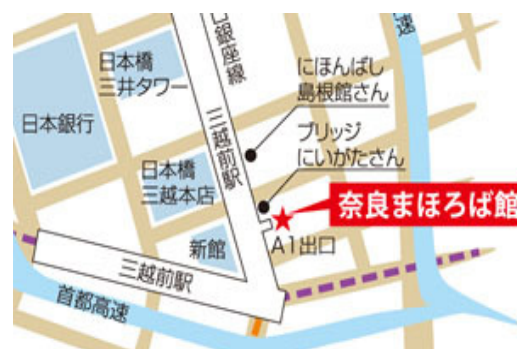 口銀座線
速
日本橋
三井タワー
にほんばし
島根館さん
日本銀行
三越前駅
ブリッジ
にいがたさん
日本橋
三越本店
奈良まほろば館
新館
A1出口
三越前駅
首都高速